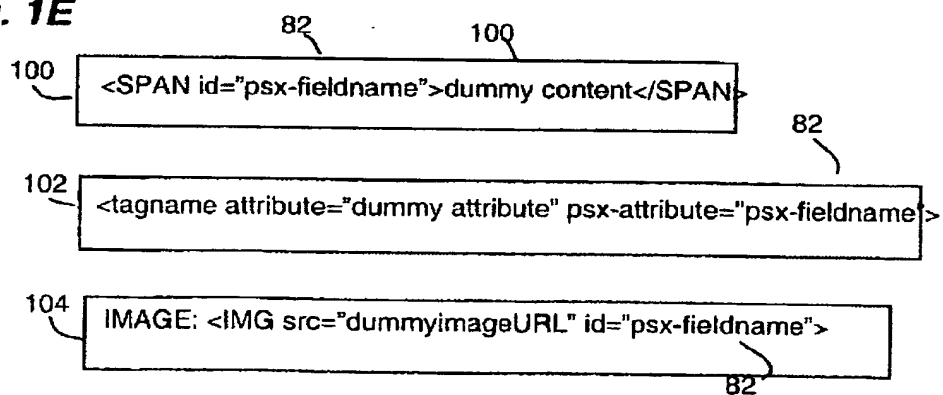 . 1E
82
100
100
<SPAN id="psx-fieldname">dummy content</SPAN>
82
102
<tagname attribute="dummy attribute" psx-attribute="psx-fieldname">
104
IMAGE: <IMG src="dummyimageURL" id="psx-fieldname">
82